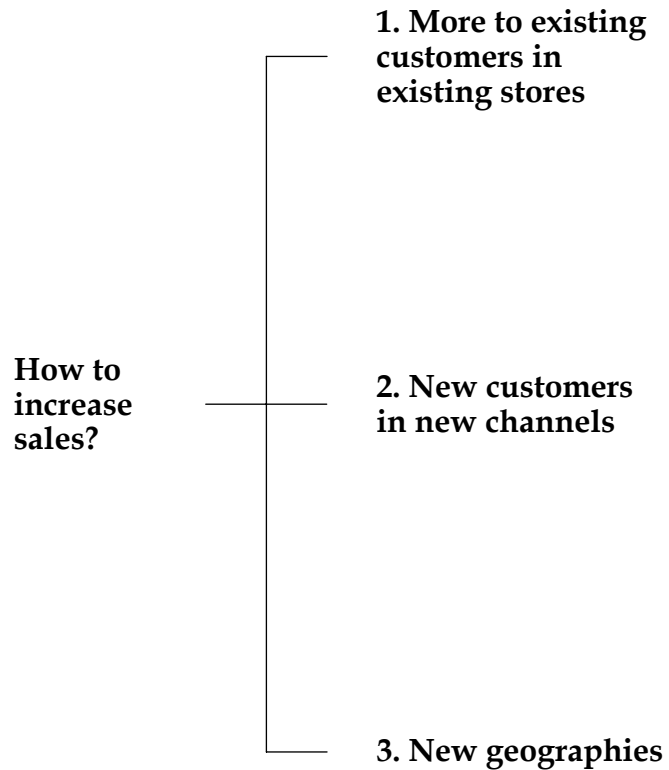 1. More to existing
customers in
existing stores
How to
increase
sales?
2. New customers
in new channels
3. New geographies